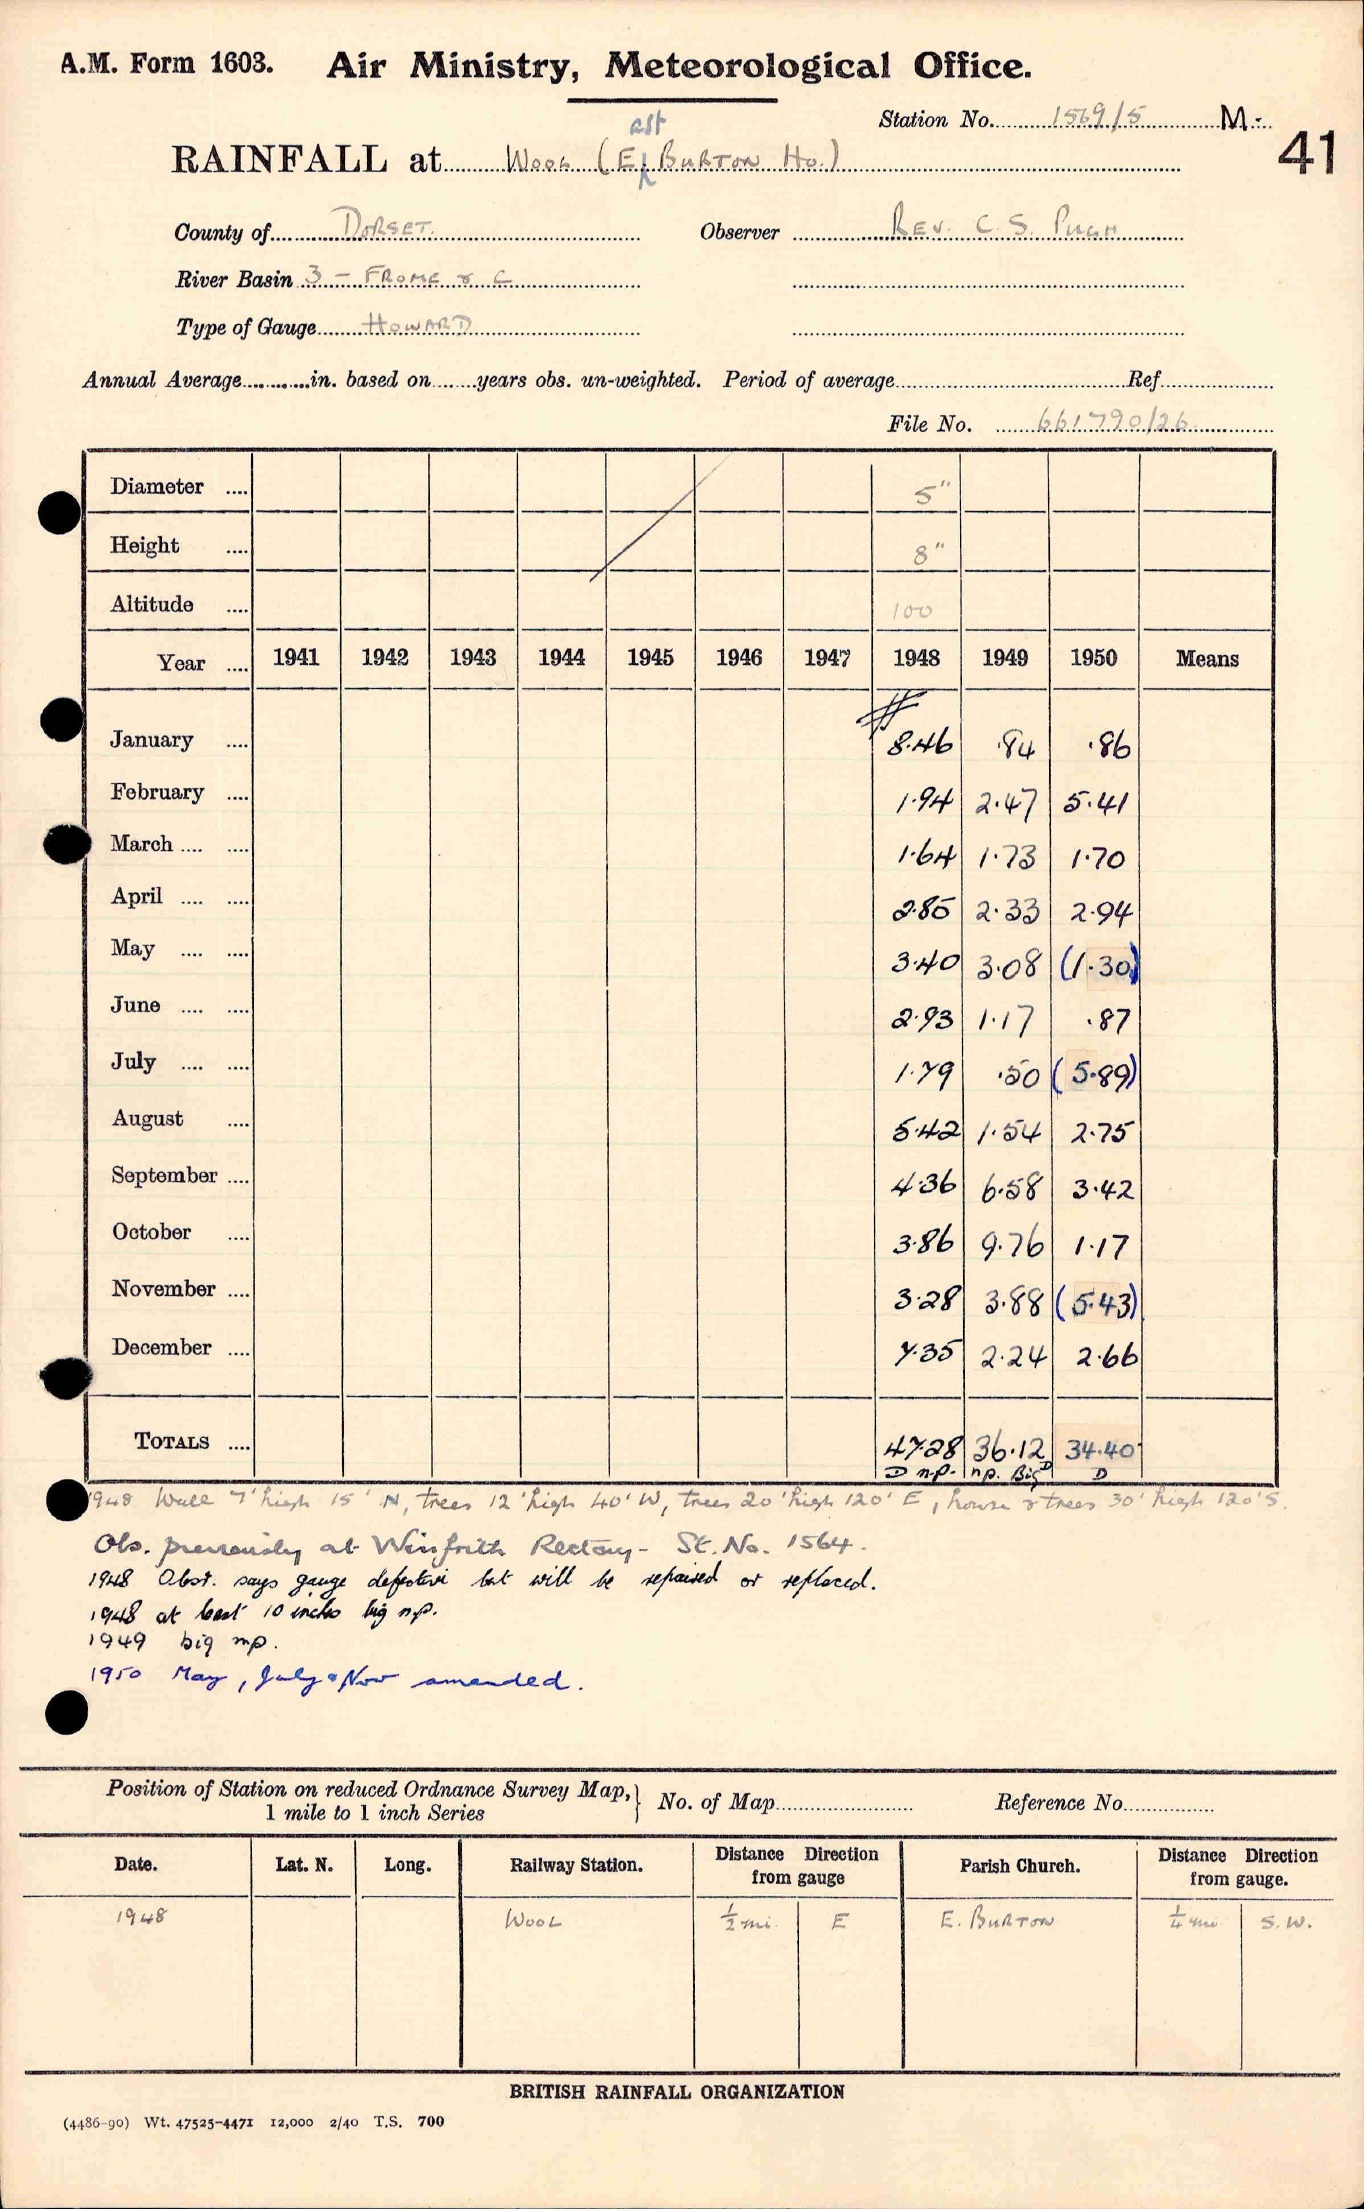 A.M. Form 1603. Air Ministry, Meteorological Office.
Station No. 1569/5 M.
41
RAINFALL at Wool (East Burton Ho.)
County of Dorset. Observer Rev. C. S. Pugh
River Basin 3 – Frome & C
Type of Gauge Howard
Annual Average............in. based on.......years obs. un-weighted. Period of average............Ref............
File No. 661790/26
Diameter .... 5"
Height .... 8"
Altitude .... 100
Year .... 1941 1942 1943 1944 1945 1946 1947 1948 1949 1950 Means
January .... 8.46 .84 .86
February .... 1.94 2.47 5.41
March .... .... 1.64 1.73 1.70
April .... .... 2.85 2.33 2.94
May .... .... 3.40 3.08 (1.30)
June .... .... 2.93 1.17 .87
July .... .... 1.79 .50 (5.89)
August .... 5.42 1.54 2.75
September .... 4.36 6.58 3.42
October .... 3.86 9.76 1.17
November .... 3.28 3.88 (5.43)
December .... 7.35 2.24 2.66
Totals .... 47.28 36.12 34.40
D n.p. n.p. Big D D
1948 Wall 7' high 15' N, trees 12' high 40' W, trees 20' high 120' E, house & trees 30' high 120' S.
Obs. previously at Winfrith Rectory – St. No. 1564.
1948 Obsr. says gauge defective but will be repaired or replaced.
1948 at least 10 inches big n.p.
1949 big n.p.
1950 May, July & Nov amended.
Position of Station on reduced Ordnance Survey Map,} No. of Map............ Reference No............
1 mile to 1 inch Series
Date. Lat. N. Long. Railway Station. Distance from gauge Direction Parish Church. Distance from gauge. Direction
1948 Wool ½ mi. E E. Burton ¼ mi. S.W.
BRITISH RAINFALL ORGANIZATION
(4486-90) Wt. 47525-4471 12,000 2/40 T.S. 700